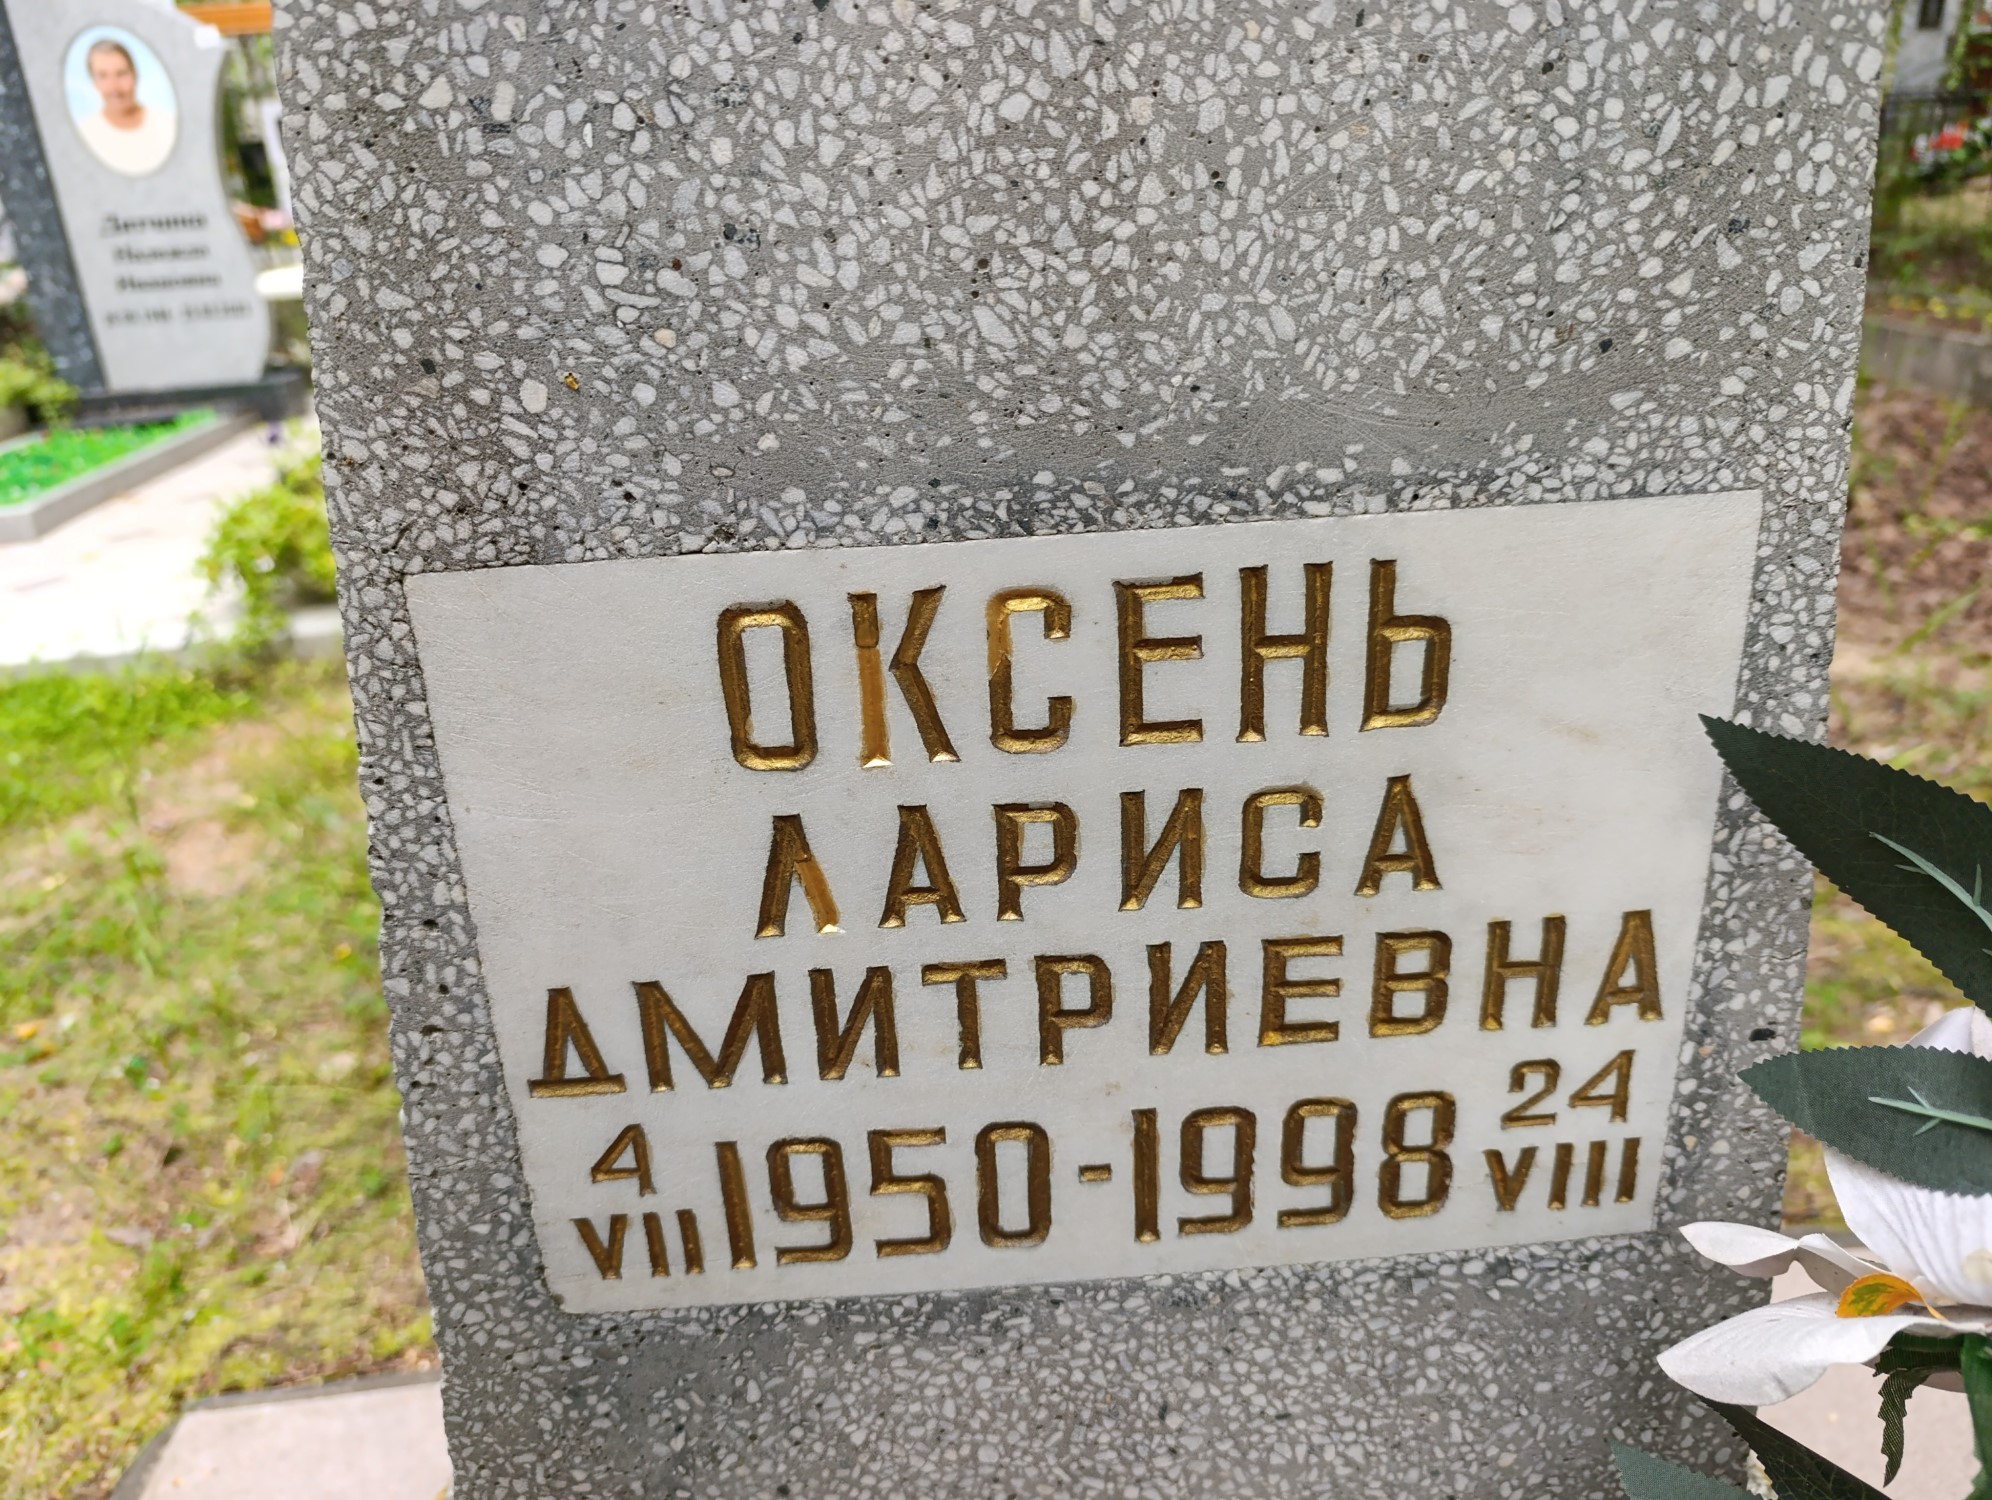 ОКСЕНЬ
ЛАРИСА
ДМИТРИЕВНА
4 VII 1950-1998 24 VIII